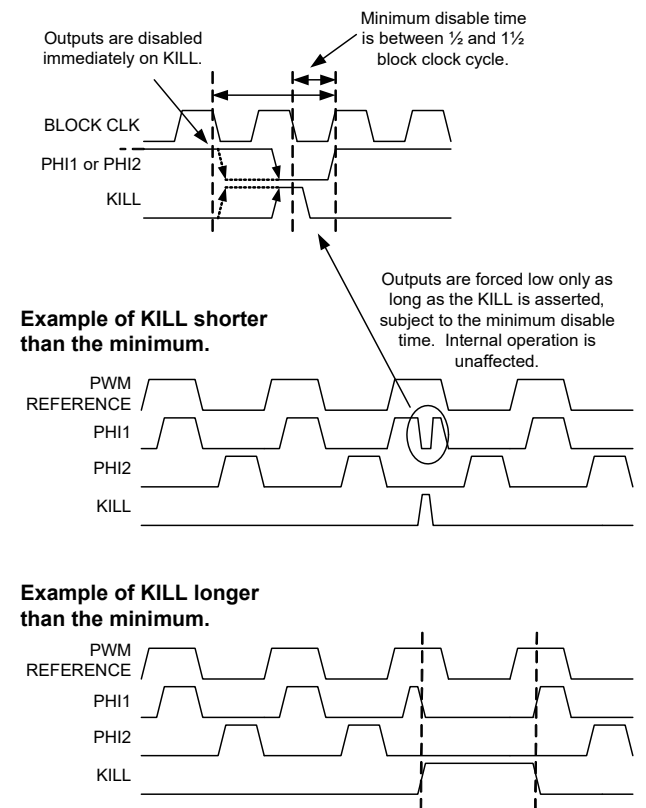 Minimum disable time
is between ½ and 1½
block clock cycle.
Outputs are disabled
immediately on KILL.
BLOCK CLK
PHI1 or PHI2
KILL
Outputs are forced low only as
long as the KILL is asserted,
subject to the minimum disable
time. Internal operation is
unaffected.
Example of KILL shorter
than the minimum.
PWM
REFERENCE
PHI1
PHI2
KILL
Example of KILL longer
than the minimum.
PWM
REFERENCE
PHI1
PHI2
KILL